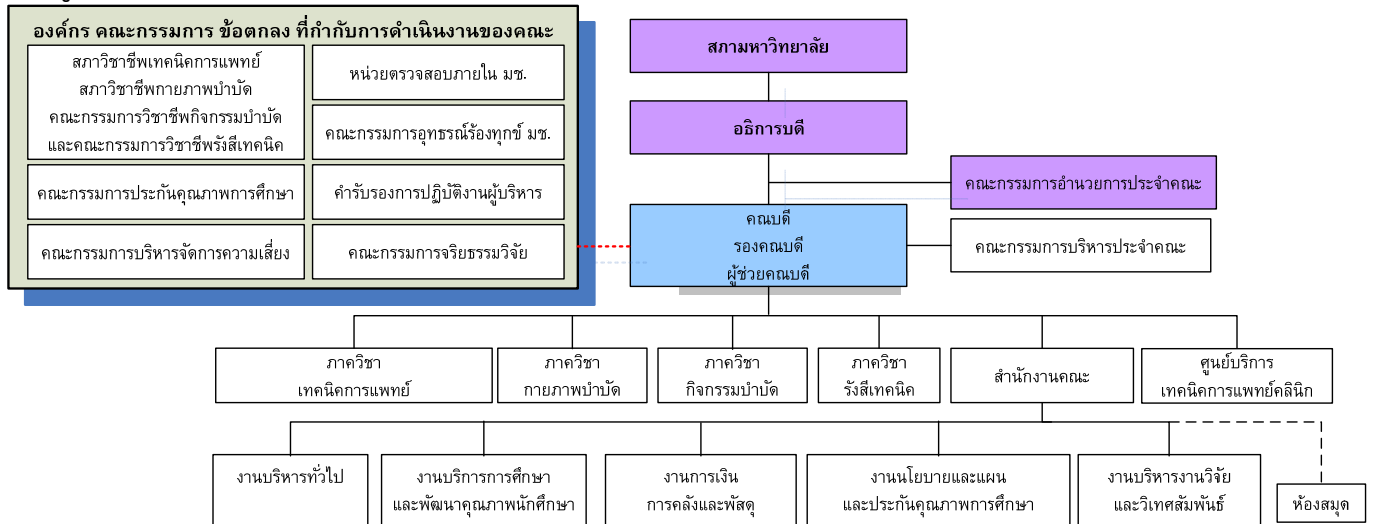 องค์กร คณะกรรมการ ข้อตกลง ที่กำกับการดำเนินงานของคณะ
สภาวิชาชีพเทคนิคการแพทย์
สภาวิชาชีพกายภาพบำบัด
คณะกรรมการวิชาชีพกิจกรรมบำบัด
และคณะกรรมการวิชาชีพรังสีเทคนิค
หน่วยตรวจสอบภายใน มช.
คณะกรรมการอุทธรณ์ร้องทุกข์ มช.
คณะกรรมการประกันคุณภาพการศึกษา
คำรับรองการปฏิบัติงานผู้บริหาร
คณะกรรมการบริหารจัดการความเสี่ยง
คณะกรรมการจริยธรรมวิจัย
สภามหาวิทยาลัย
อธิการบดี
คณะกรรมการอำนวยการประจำคณะ
คณบดี
รองคณบดี
ผู้ช่วยคณบดี
คณะกรรมการบริหารประจำคณะ
ภาควิชา
เทคนิคการแพทย์
ภาควิชา
กายภาพบำบัด
ภาควิชา
กิจกรรมบำบัด
ภาควิชา
รังสีเทคนิค
สำนักงานคณะ
ศูนย์บริการ
เทคนิคการแพทย์คลินิก
งานบริหารทั่วไป
งานบริการการศึกษา
และพัฒนาคุณภาพนักศึกษา
งานการเงิน
การคลังและพัสดุ
งานนโยบายและแผน
และประกันคุณภาพการศึกษา
งานบริหารงานวิจัย
และวิเทศสัมพันธ์
ห้องสมุด